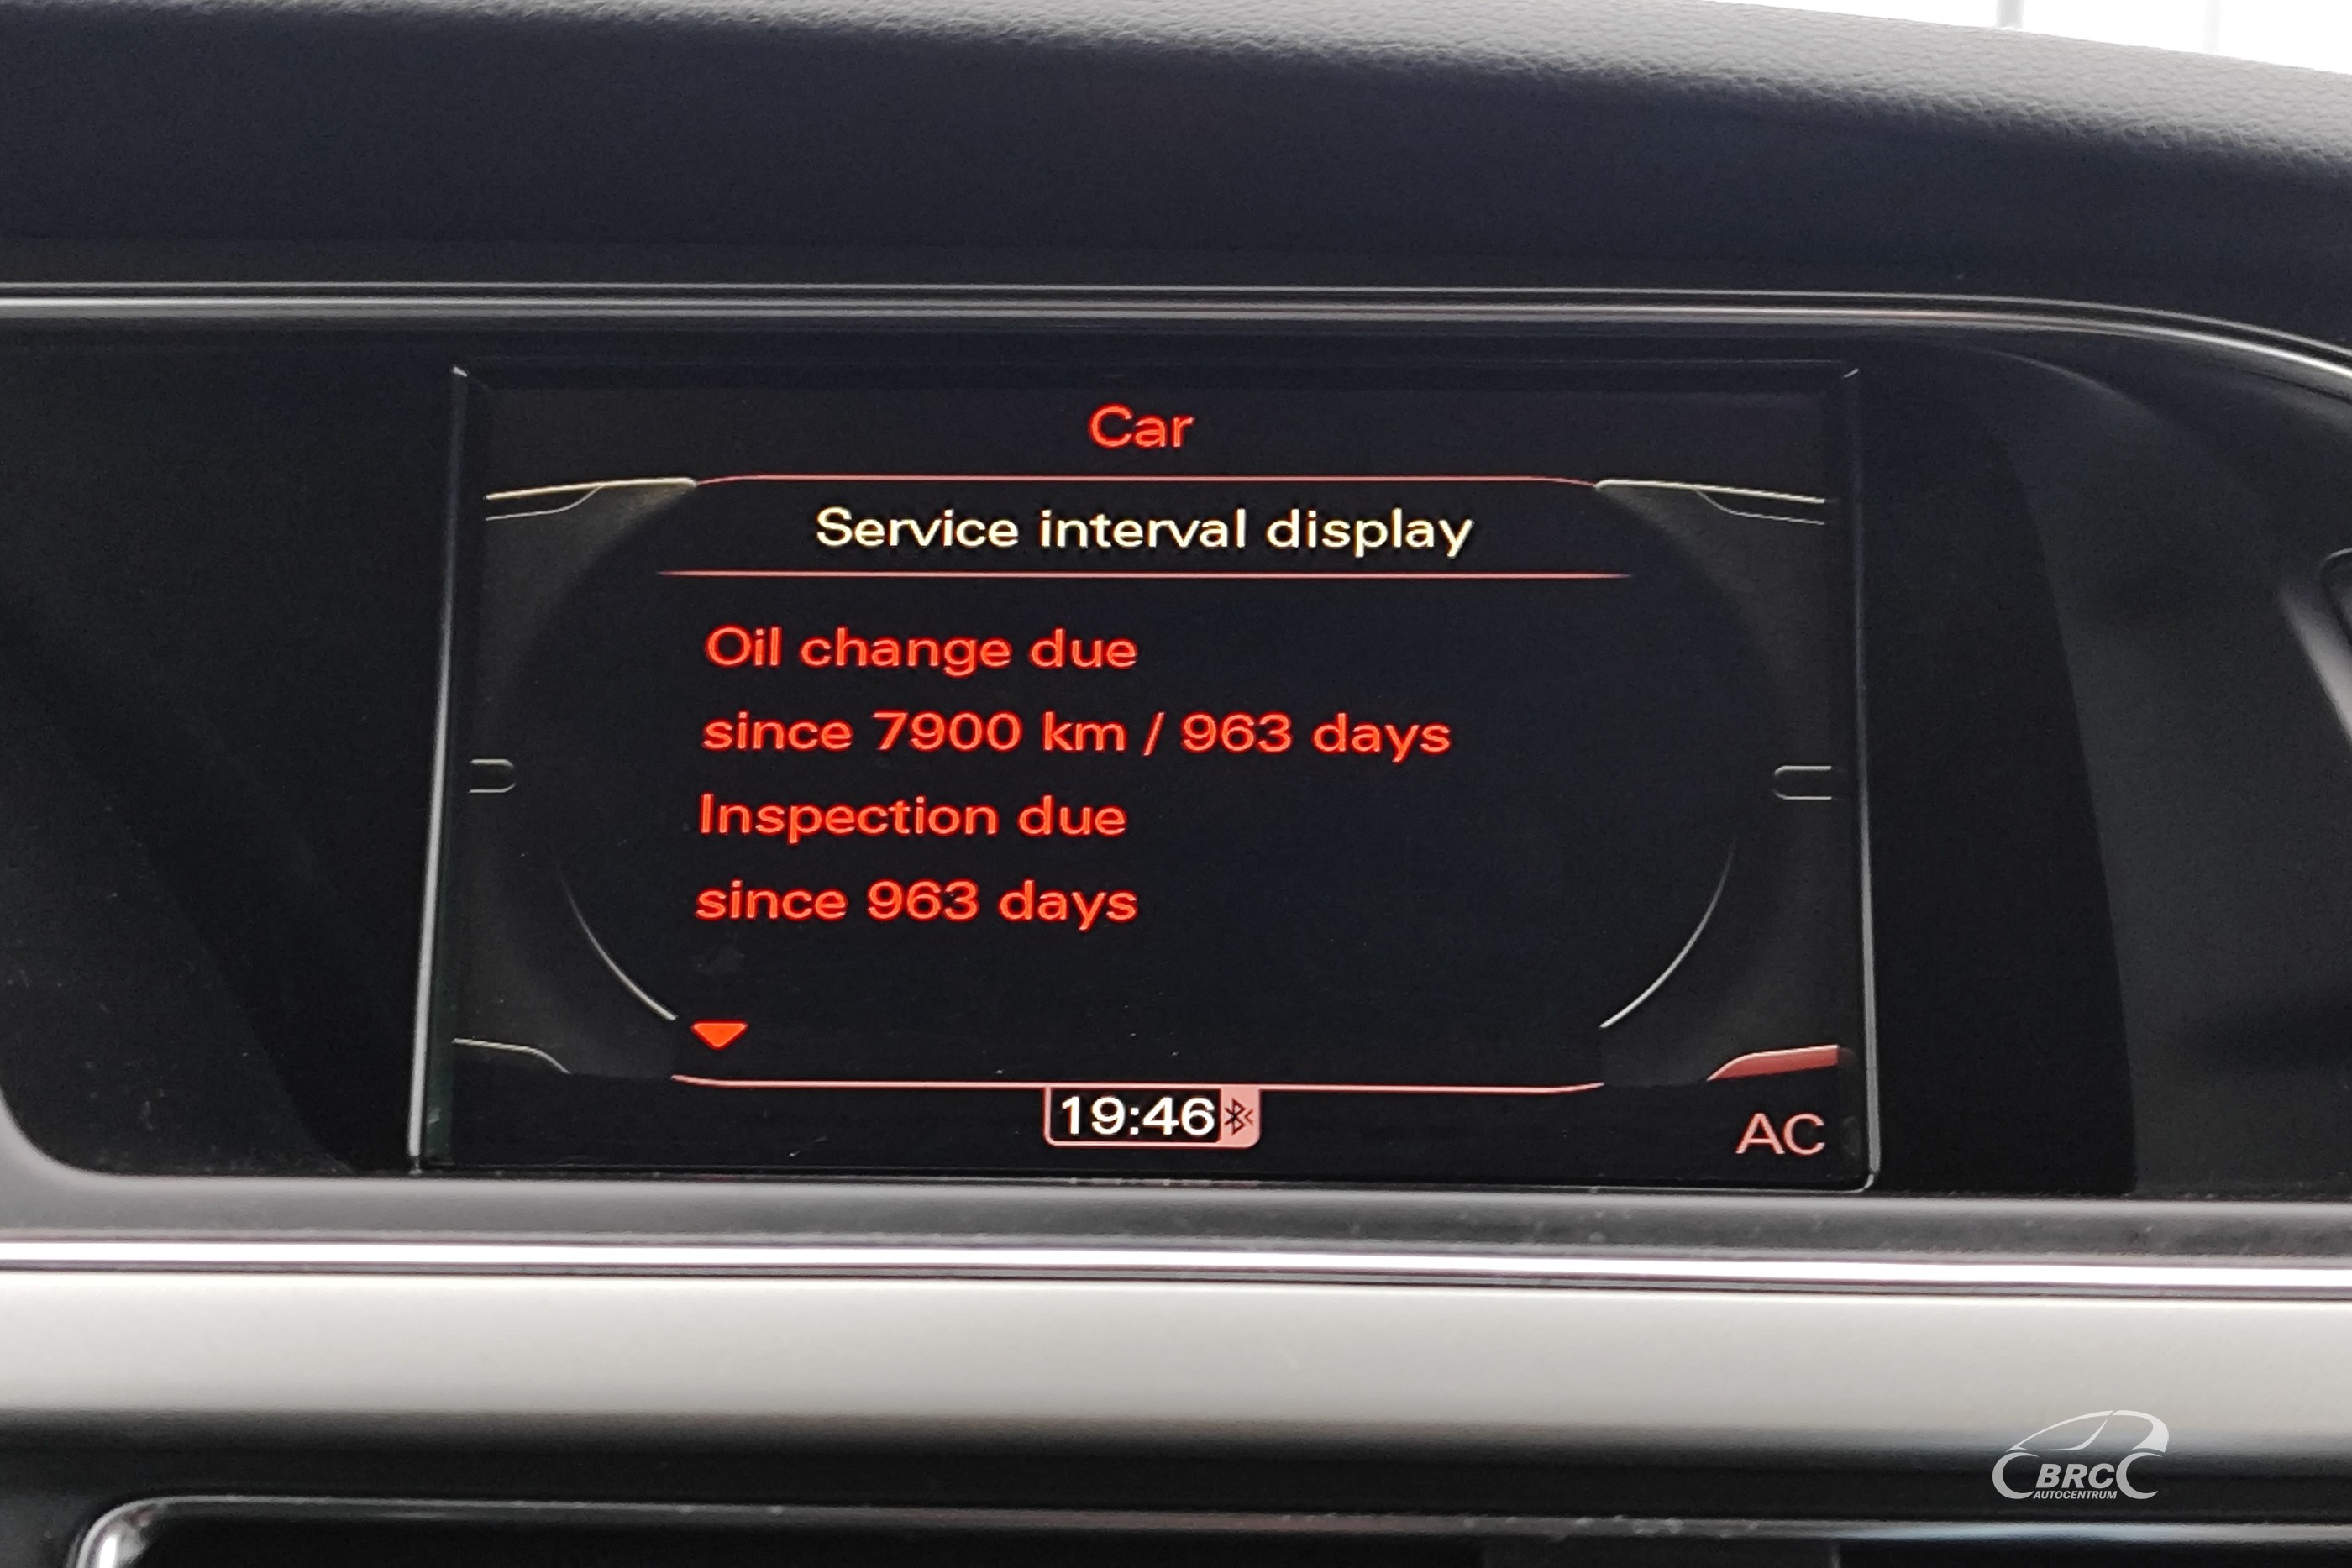 Car
Service interval display
Oil change due
since 7900 km / 963 days
Inspection due
since 963 days
19:46
AC
BRC
AUTOCENTRUM